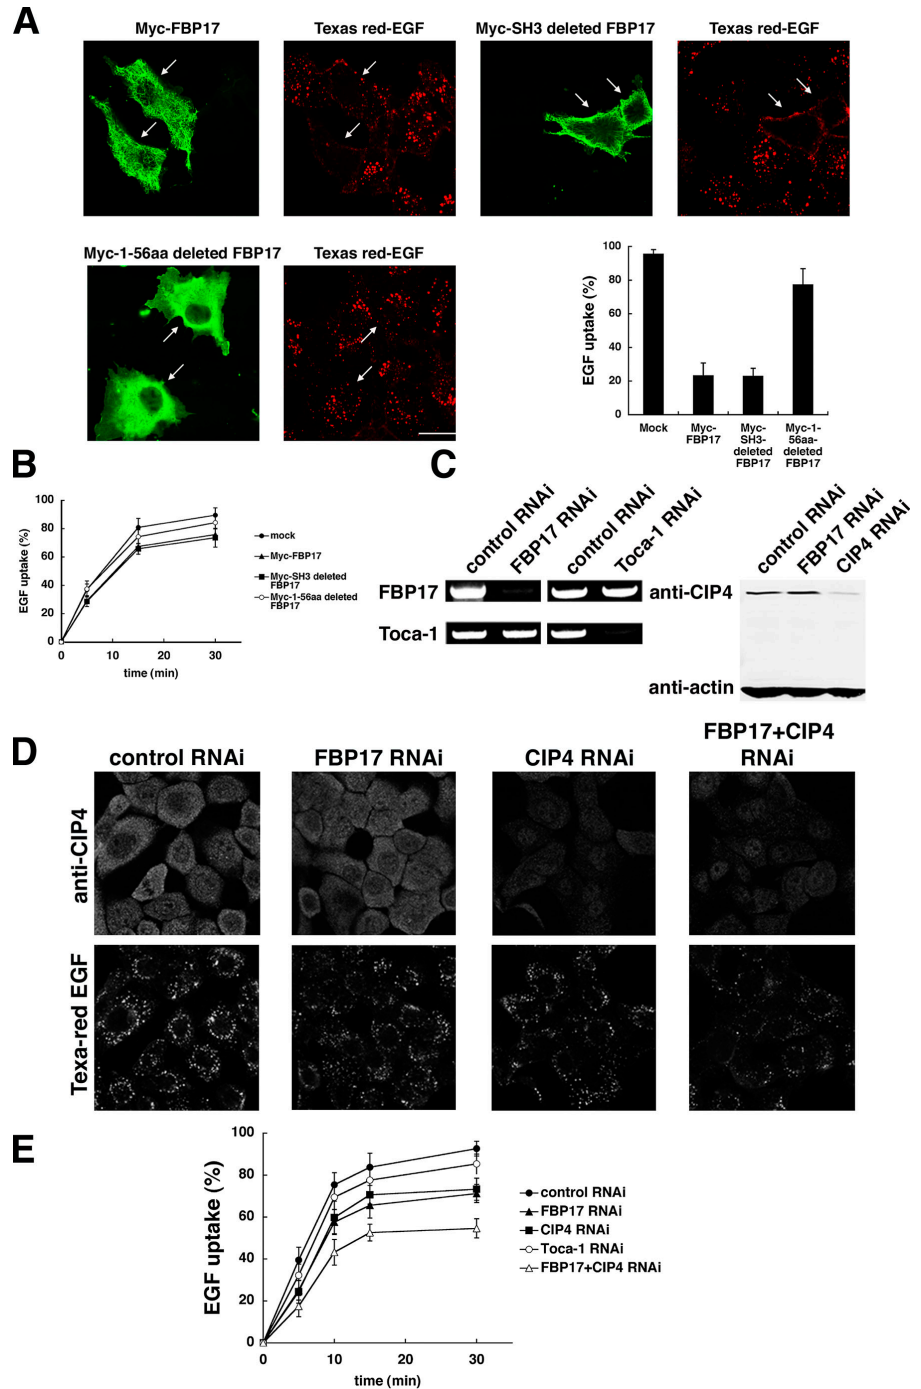 A
Myc-FBP17
Texas red-EGF
Myc-SH3 deleted FBP17
Texas red-EGF
Myc-1-56aa deleted FBP17
Texas red-EGF
EGF uptake (%)
100
80
60
40
20
0
Mock
Myc-
FBP17
Myc-
SH3-
deleted
FBP17
Myc-1-
56aa-
deleted
FBP17
B
EGF uptake (%)
100
80
60
40
20
0
0
10
20
30
time (min)
mock
Myc-FBP17
Myc-SH3 deleted
FBP17
Myc-1-56aa deleted
FBP17
C
control RNAi
FBP17 RNAi
control RNAi
Toca-1 RNAi
FBP17
Toca-1
control RNAi
FBP17 RNAi
CIP4 RNAi
anti-CIP4
anti-actin
D
control RNAi
FBP17 RNAi
CIP4 RNAi
FBP17+CIP4
RNAi
anti-CIP4
Texa-red EGF
E
EGF uptake (%)
100
80
60
40
20
0
0
10
20
30
time (min)
control RNAi
FBP17 RNAi
CIP4 RNAi
Toca-1 RNAi
FBP17+CIP4 RNAi